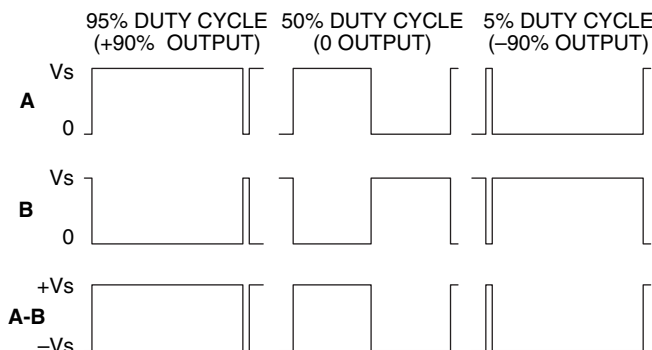 95% DUTY CYCLE 50% DUTY CYCLE 5% DUTY CYCLE
(+90% OUTPUT) (0 OUTPUT) (–90% OUTPUT)
Vs
A
0
Vs
B
0
+Vs
A-B
–Vs